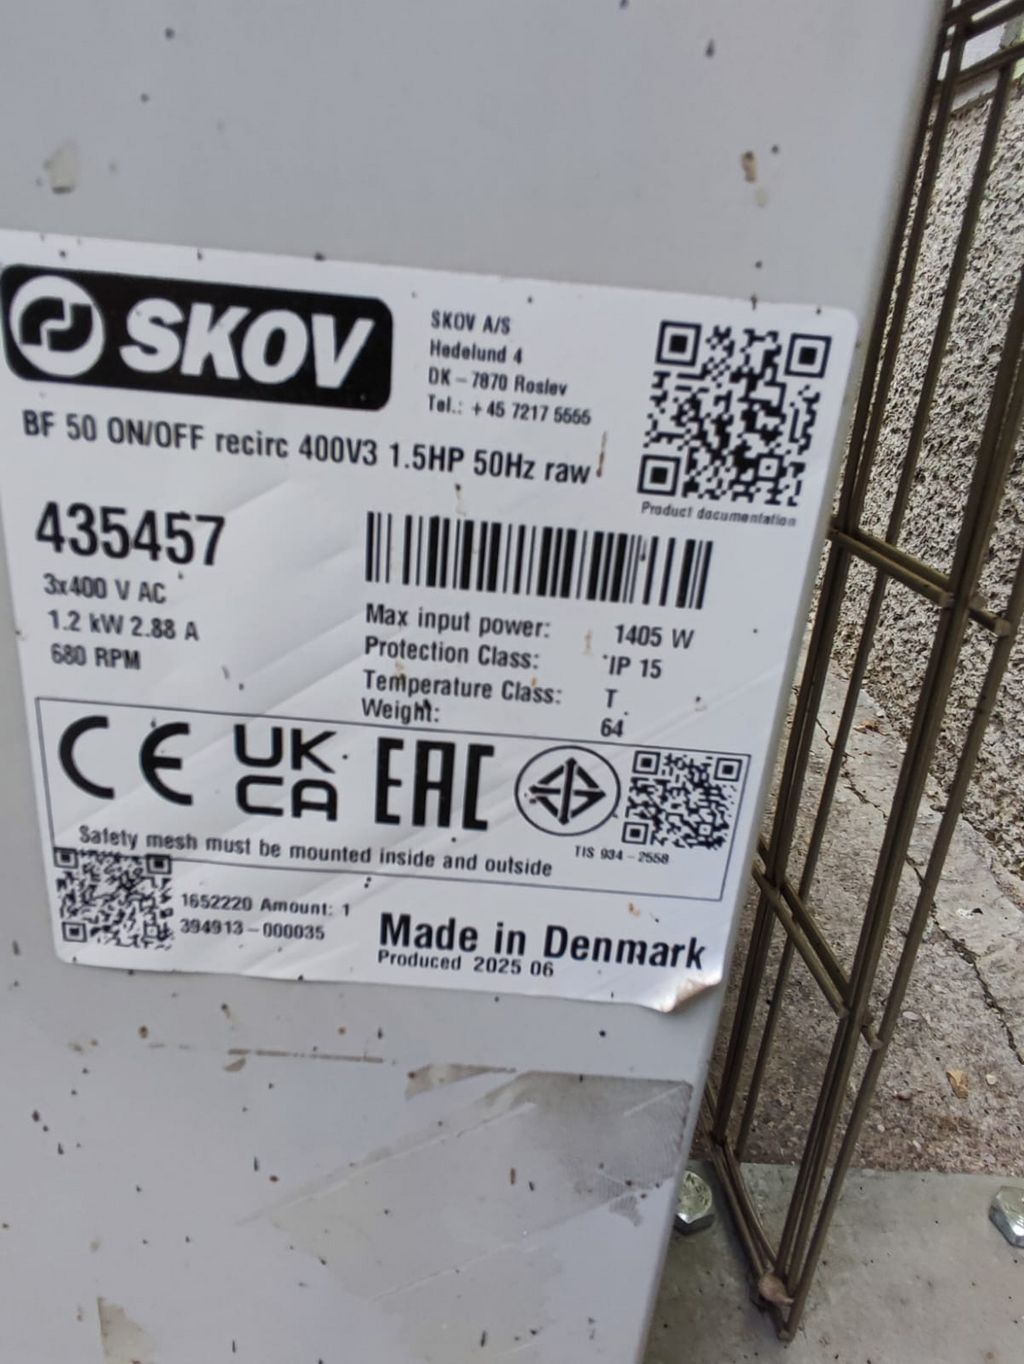 SKOV
SKOV A/S
Hedelund 4
DK – 7870 Roslev
Tel.: +45 7217 5555
BF 50 ON/OFF recirc 400V3 1.5HP 50Hz raw
Product documentation
435457
3x400 V AC
1.2 kW 2.88 A
680 RPM
Max input power: 1405 W
Protection Class: IP 15
Temperature Class: T
Weight: 64
CE UK CA EAC
TIS 934 – 2558
Safety mesh must be mounted inside and outside
1652220 Amount: 1
394913–000035
Made in Denmark
Produced 2025 06